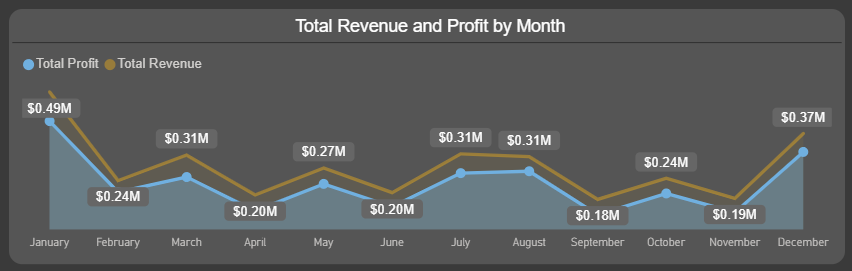 Total Revenue and Profit by Month
Total Profit Total Revenue
$0.49M
$0.24M
$0.31M
$0.20M
$0.27M
$0.20M
$0.31M
$0.31M
$0.18M
$0.24M
$0.19M
$0.37M
January February March April May June July August September October November December